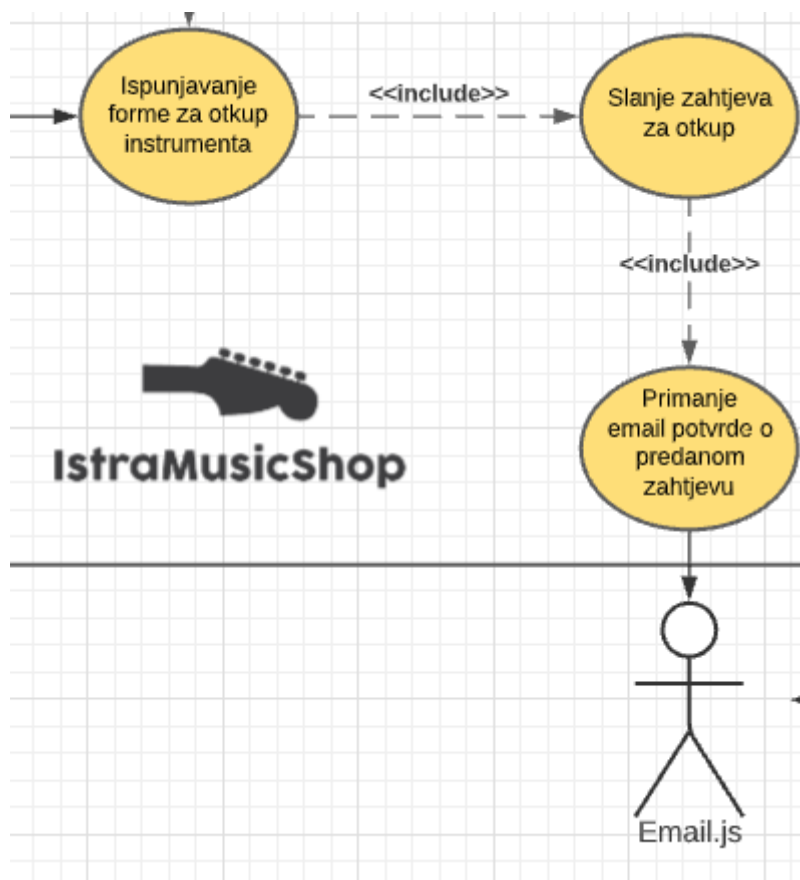 Ispunjavanje
forme za otkup
instrumenta
<<include>>
Slanje zahtjeva
za otkup
<<include>>
Primanje
email potvrde o
predanom
zahtjevu
IstraMusicShop
Email.js